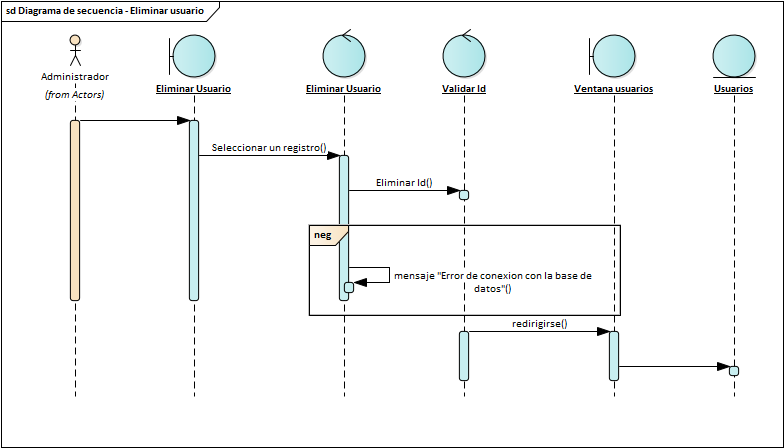 sd Diagrama de secuencia - Eliminar usuario
Administrador
(from Actors)
Eliminar Usuario
Eliminar Usuario
Validar Id
Ventana usuarios
Usuarios
Seleccionar un registro()
Eliminar Id()
neg
mensaje "Error de conexion con la base de
datos"()
redirigirse()